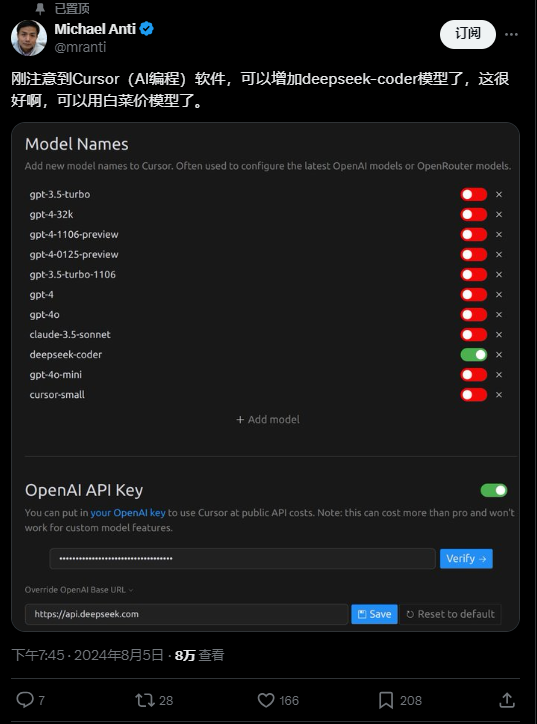 已置顶
Michael Anti
@mranti
订阅
刚注意到Cursor（AI编程）软件，可以增加deepseek-coder模型了，这很
好啊，可以用白菜价模型了。
Model Names
Add new model names to Cursor. Often used to configure the latest OpenAI models or OpenRouter models.
gpt-3.5-turbo
gpt-4-32k
gpt-4-1106-preview
gpt-4-0125-preview
gpt-3.5-turbo-1106
gpt-4
gpt-4o
claude-3.5-sonnet
deepseek-coder
gpt-4o-mini
cursor-small
+ Add model
OpenAI API Key
You can put in your OpenAI key to use Cursor at public API costs. Note: this can cost more than pro and won't
work for custom model features.
Verify →
Override OpenAI Base URL
https://api.deepseek.com
Save
Reset to default
下午7:45 · 2024年8月5日 · 8万 查看
7
28
166
208